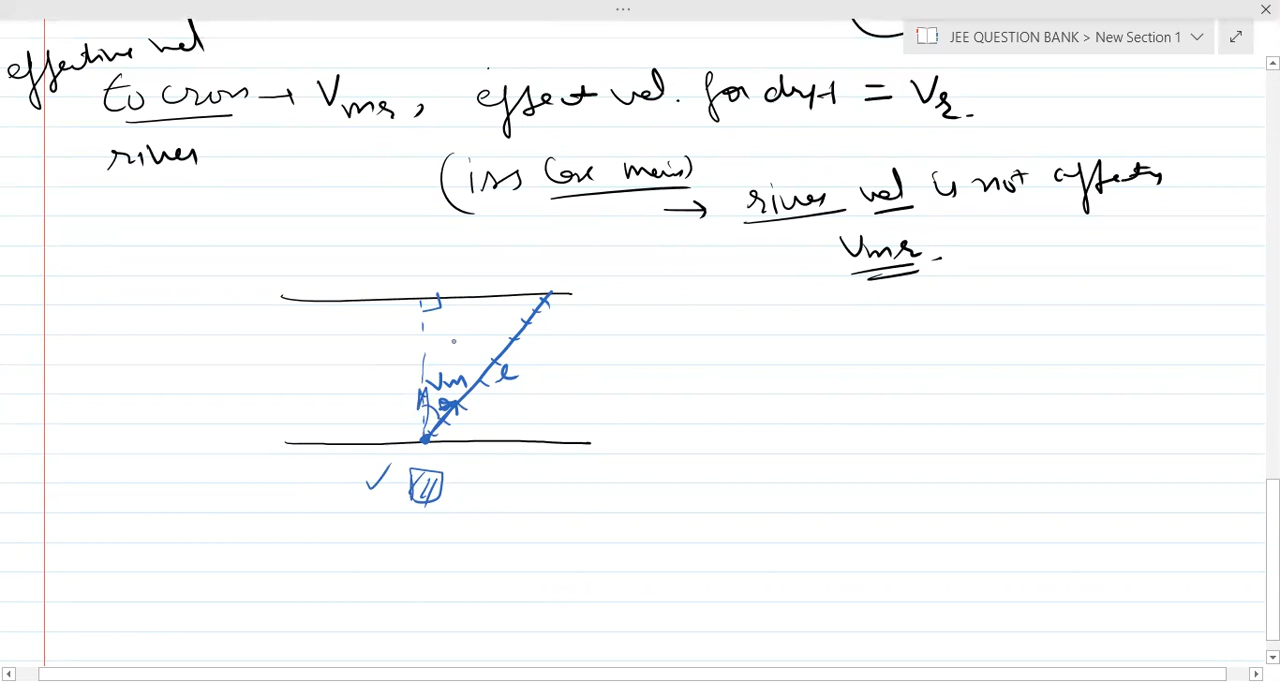 JEE QUESTION BANK > New Section 1
effective vel
to cross → Vmr, effect vel. for drift = Vr.
river
(iss case mein) → river vel is not affecting
Vmr.
Vm
l